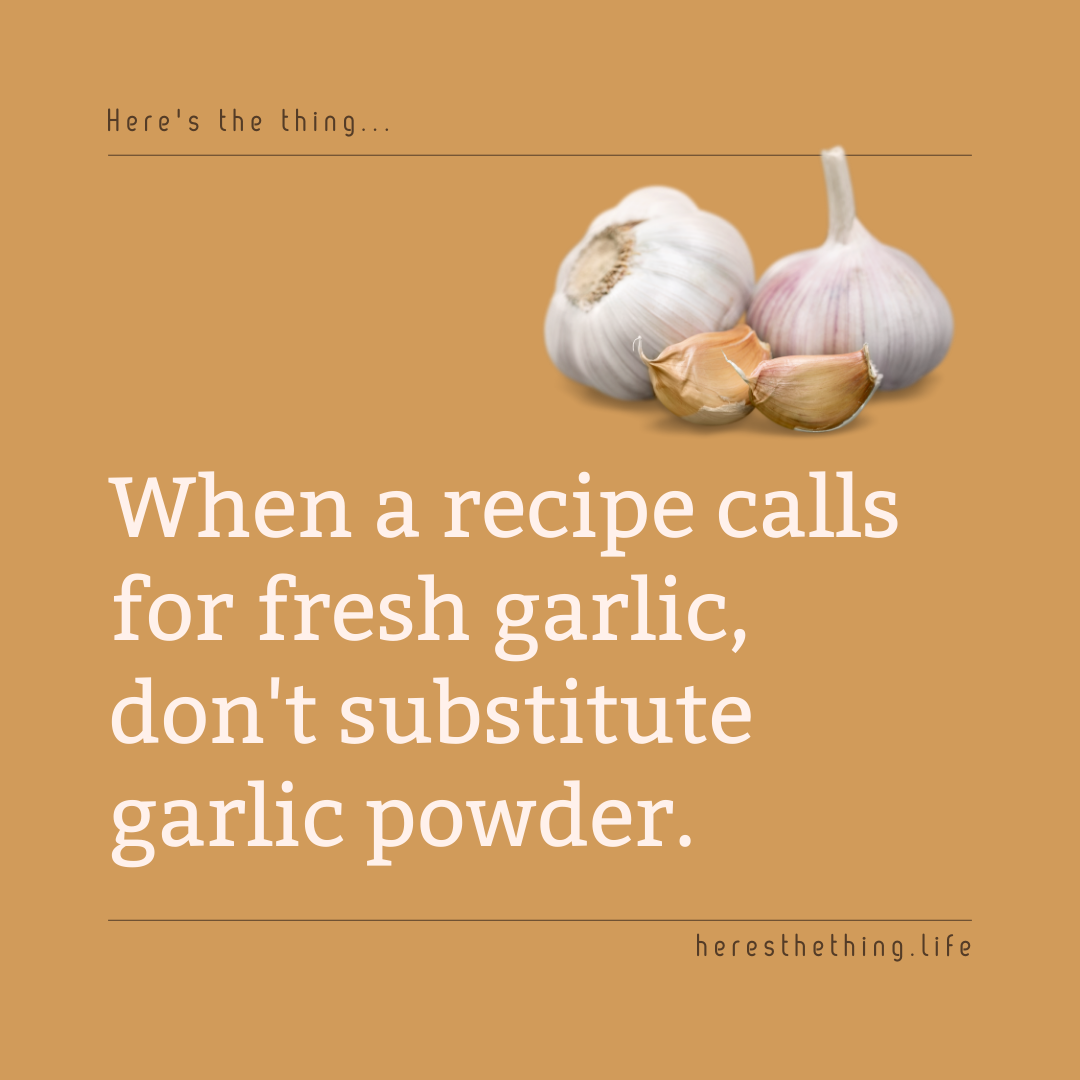 Here's the thing...
When a recipe calls
for fresh garlic,
don't substitute
garlic powder.
heresthething.life